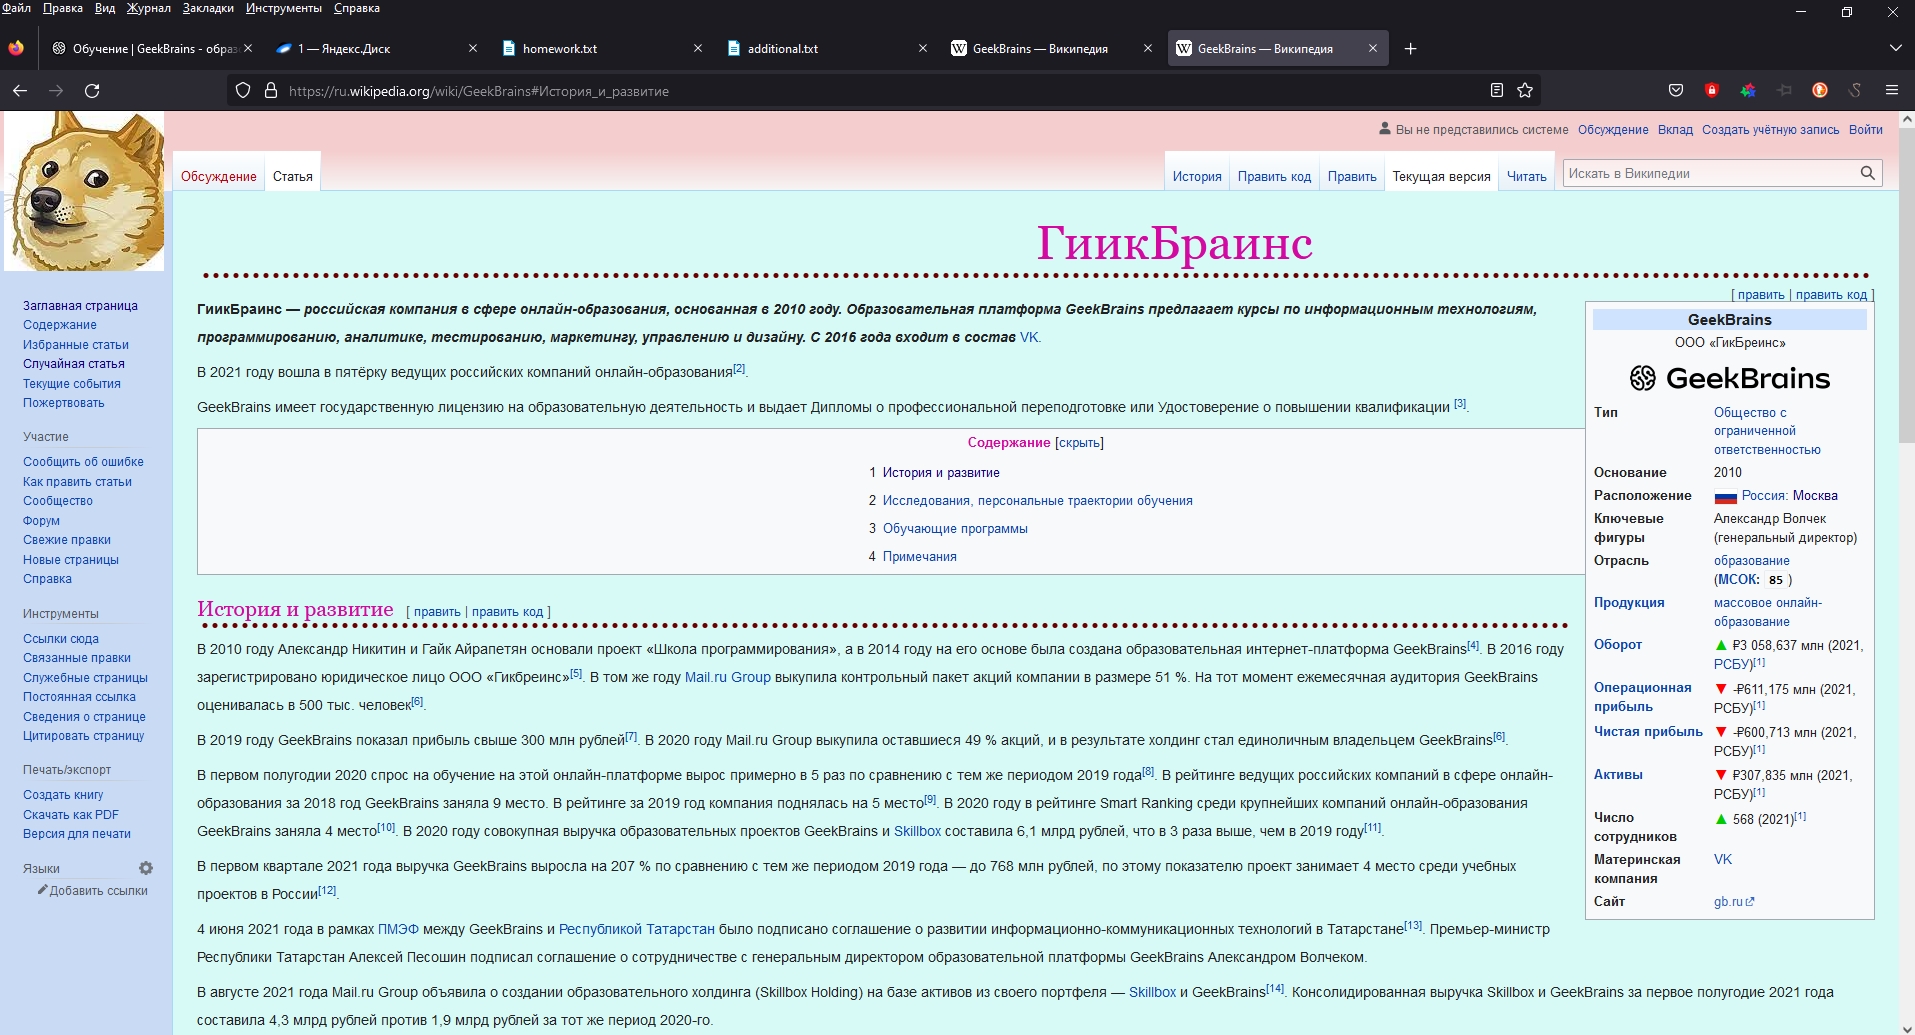 Файл Правка Вид Журнал Закладки Инструменты Справка
Обучение | GeekBrains - образ
1 — Яндекс.Диск
homework.txt
additional.txt
GeekBrains — Википедия
GeekBrains — Википедия
https://ru.wikipedia.org/wiki/GeekBrains#История_и_развитие
Вы не представились системе Обсуждение Вклад Создать учётную запись Войти
Обсуждение Статья История Править код Править Текущая версия Читать Искать в Википедии
Заглавная страница
Содержание
Избранные статьи
Случайная статья
Текущие события
Пожертвовать
Участие
Сообщить об ошибке
Как править статьи
Сообщество
Форум
Свежие правки
Новые страницы
Справка
Инструменты
Ссылки сюда
Связанные правки
Служебные страницы
Постоянная ссылка
Сведения о странице
Цитировать страницу
Печать/экспорт
Создать книгу
Скачать как PDF
Версия для печати
Языки
Добавить ссылки
ГиикБраинс
[ править | править код ]
ГиикБраинс — российская компания в сфере онлайн-образования, основанная в 2010 году. Образовательная платформа GeekBrains предлагает курсы по информационным технологиям,
программированию, аналитике, тестированию, маркетингу, управлению и дизайну. С 2016 года входит в состав VK.
В 2021 году вошла в пятёрку ведущих российских компаний онлайн-образования[2].
GeekBrains имеет государственную лицензию на образовательную деятельность и выдает Дипломы о профессиональной переподготовке или Удостоверение о повышении квалификации [3].
Содержание [скрыть]
1 История и развитие
2 Исследования, персональные траектории обучения
3 Обучающие программы
4 Примечания
История и развитие [ править | править код ]
В 2010 году Александр Никитин и Гайк Айрапетян основали проект «Школа программирования», а в 2014 году на его основе была создана образовательная интернет-платформа GeekBrains[4]. В 2016 году
зарегистрировано юридическое лицо ООО «Гикбреинс»[5]. В том же году Mail.ru Group выкупила контрольный пакет акций компании в размере 51 %. На тот момент ежемесячная аудитория GeekBrains
оценивалась в 500 тыс. человек[6].
В 2019 году GeekBrains показал прибыль свыше 300 млн рублей[7]. В 2020 году Mail.ru Group выкупила оставшиеся 49 % акций, и в результате холдинг стал единоличным владельцем GeekBrains[6].
В первом полугодии 2020 спрос на обучение на этой онлайн-платформе вырос примерно в 5 раз по сравнению с тем же периодом 2019 года[8]. В рейтинге ведущих российских компаний в сфере онлайн-
образования за 2018 год GeekBrains заняла 9 место. В рейтинге за 2019 год компания поднялась на 5 место[9]. В 2020 году в рейтинге Smart Ranking среди крупнейших компаний онлайн-образования
GeekBrains заняла 4 место[10]. В 2020 году совокупная выручка образовательных проектов GeekBrains и Skillbox составила 6,1 млрд рублей, что в 3 раза выше, чем в 2019 году[11].
В первом квартале 2021 года выручка GeekBrains выросла на 207 % по сравнению с тем же периодом 2019 года — до 768 млн рублей, по этому показателю проект занимает 4 место среди учебных
проектов в России[12].
4 июня 2021 года в рамках ПМЭФ между GeekBrains и Республикой Татарстан было подписано соглашение о развитии информационно-коммуникационных технологий в Татарстане[13]. Премьер-министр
Республики Татарстан Алексей Песошин подписал соглашение о сотрудничестве с генеральным директором образовательной платформы GeekBrains Александром Волчеком.
В августе 2021 года Mail.ru Group объявила о создании образовательного холдинга (Skillbox Holding) на базе активов из своего портфеля — Skillbox и GeekBrains[14]. Консолидированная выручка Skillbox и GeekBrains за первое полугодие 2021 года
составила 4,3 млрд рублей против 1,9 млрд рублей за тот же период 2020-го.
GeekBrains
ООО «ГикБреинс»
GeekBrains
Тип Общество с
ограниченной
ответственностью
Основание 2010
Расположение Россия: Москва
Ключевые Александр Волчек
фигуры (генеральный директор)
Отрасль образование
(МСОК: 85 )
Продукция массовое онлайн-
образование
Оборот ▲ ₽3 058,637 млн (2021,
РСБУ)[1]
Операционная ▼ -₽611,175 млн (2021,
прибыль РСБУ)[1]
Чистая прибыль ▼ -₽600,713 млн (2021,
РСБУ)[1]
Активы ▼ ₽307,835 млн (2021,
РСБУ)[1]
Число ▲ 568 (2021)[1]
сотрудников
Материнская VK
компания
Сайт gb.ru